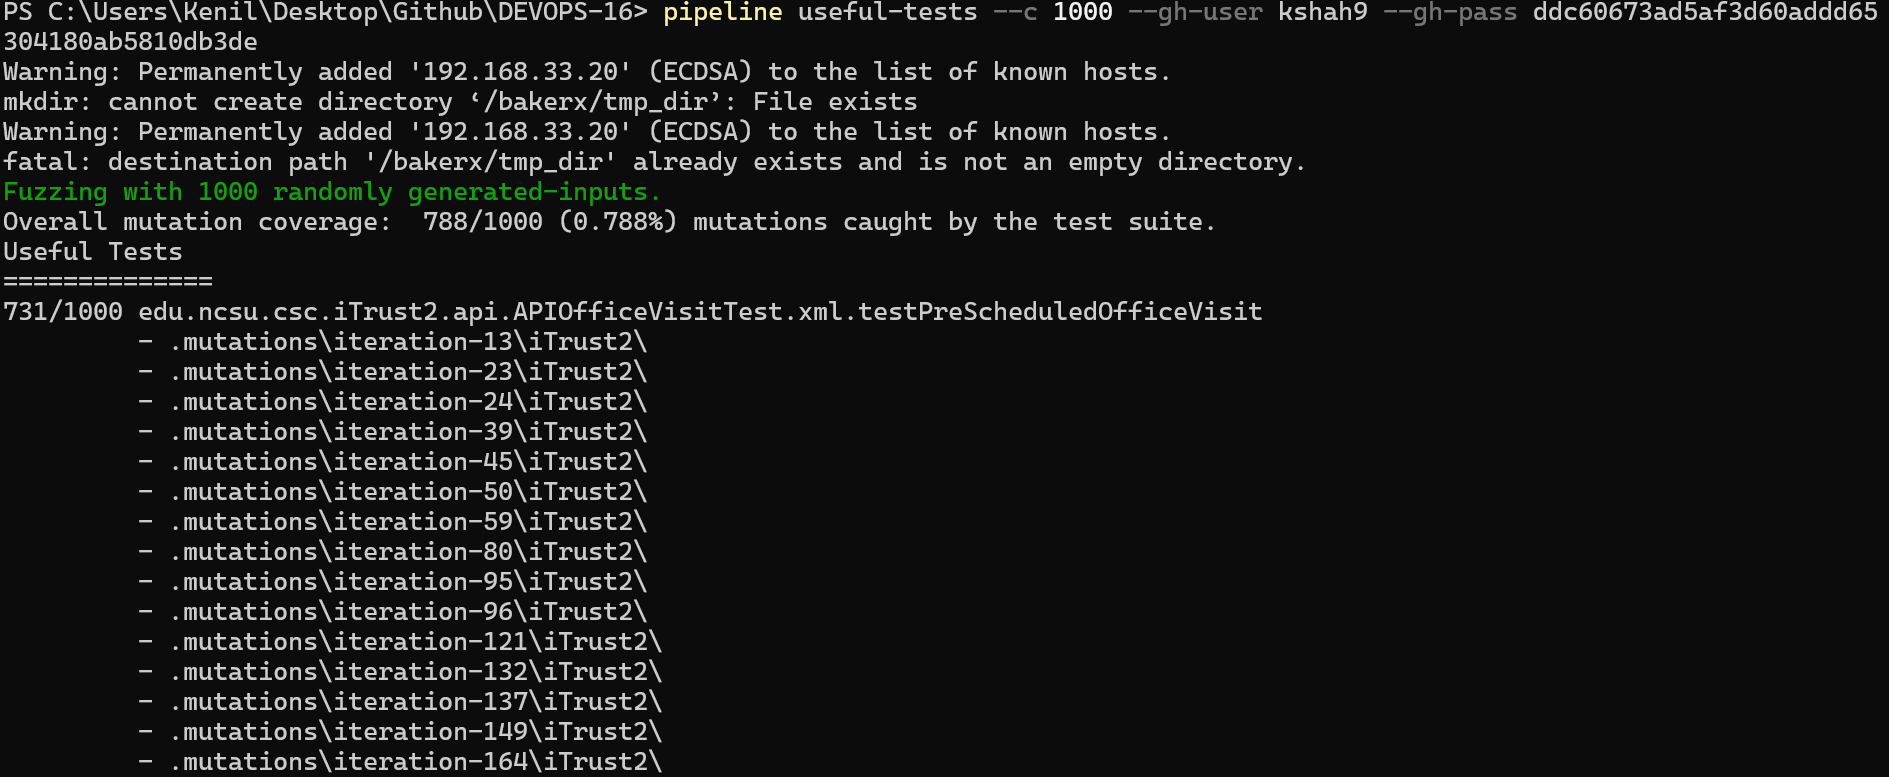 PS C:\Users\Kenil\Desktop\Github\DEVOPS-16> pipeline useful-tests --c 1000 --gh-user kshah9 --gh-pass ddc60673ad5af3d60addd65
304180ab5810db3de
Warning: Permanently added '192.168.33.20' (ECDSA) to the list of known hosts.
mkdir: cannot create directory ‘/bakerx/tmp_dir’: File exists
Warning: Permanently added '192.168.33.20' (ECDSA) to the list of known hosts.
fatal: destination path '/bakerx/tmp_dir' already exists and is not an empty directory.
Fuzzing with 1000 randomly generated-inputs.
Overall mutation coverage:  788/1000 (0.788%) mutations caught by the test suite.
Useful Tests
==============
731/1000 edu.ncsu.csc.iTrust2.api.APIOfficeVisitTest.xml.testPreScheduledOfficeVisit
- .mutations\iteration-13\iTrust2\
- .mutations\iteration-23\iTrust2\
- .mutations\iteration-24\iTrust2\
- .mutations\iteration-39\iTrust2\
- .mutations\iteration-45\iTrust2\
- .mutations\iteration-50\iTrust2\
- .mutations\iteration-59\iTrust2\
- .mutations\iteration-80\iTrust2\
- .mutations\iteration-95\iTrust2\
- .mutations\iteration-96\iTrust2\
- .mutations\iteration-121\iTrust2\
- .mutations\iteration-132\iTrust2\
- .mutations\iteration-137\iTrust2\
- .mutations\iteration-149\iTrust2\
- .mutations\iteration-164\iTrust2\